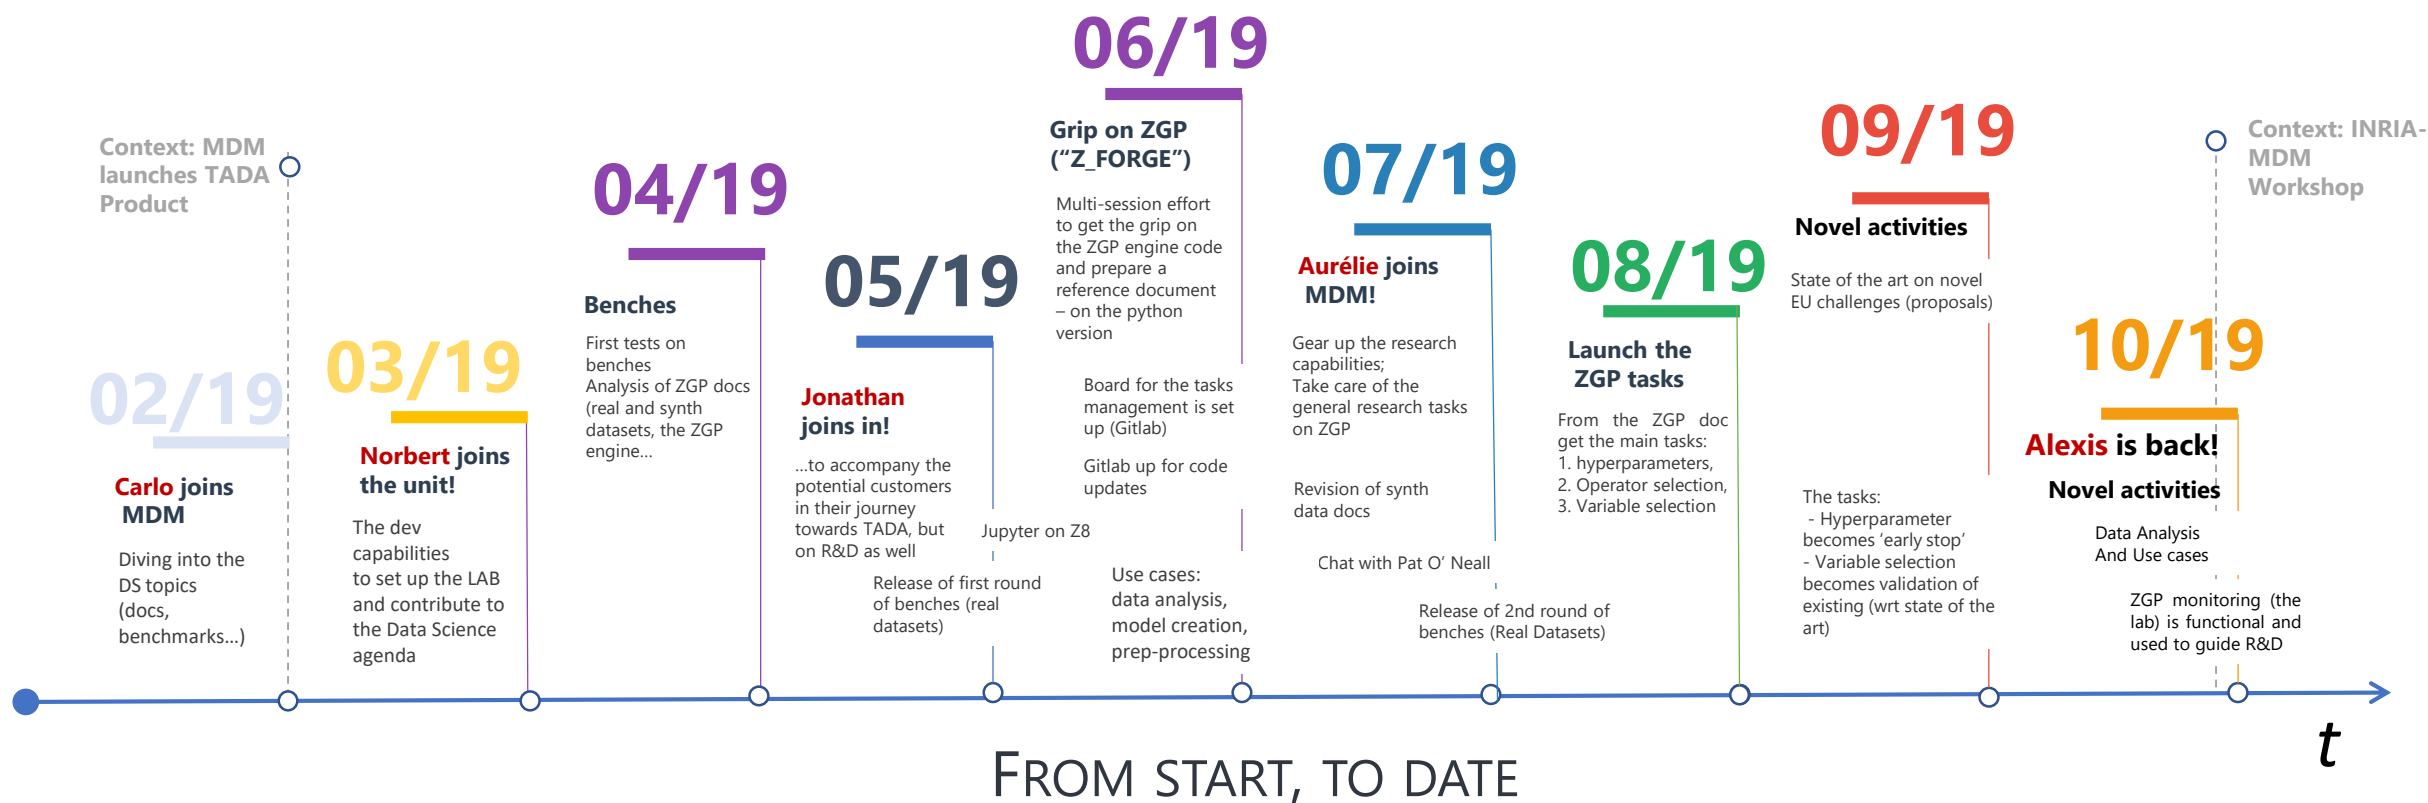 Context: MDM
launches TADA
Product
02/19
Carlo joins
MDM
Diving into the
DS topics
(docs,
benchmarks...)
03/19
Norbert joins
the unit!
The dev
capabilities
to set up the LAB
and contribute to
the Data Science
agenda
04/19
Benches
First tests on
benches
Analysis of ZGP docs
(real and synth
datasets, the ZGP
engine...
05/19
Jonathan
joins in!
...to accompany the
potential customers
in their journey
towards TADA, but
on R&D as well
Jupyter on Z8
Release of first round
of benches (real
datasets)
06/19
Grip on ZGP
(“Z_FORGE”)
Multi-session effort
to get the grip on
the ZGP engine code
and prepare a
reference document
– on the python
version
Board for the tasks
management is set
up (Gitlab)
Gitlab up for code
updates
Use cases:
data analysis,
model creation,
prep-processing
07/19
Aurélie joins
MDM!
Gear up the research
capabilities;
Take care of the
general research tasks
on ZGP
Revision of synth
data docs
Chat with Pat O’ Neall
Release of 2nd round of
benches (Real Datasets)
08/19
Launch the
ZGP tasks
From the ZGP doc
get the main tasks:
1. hyperparameters,
2. Operator selection,
3. Variable selection
09/19
Novel activities
State of the art on novel
EU challenges (proposals)
The tasks:
- Hyperparameter
becomes ‘early stop’
- Variable selection
becomes validation of
existing (wrt state of the
art)
Context: INRIA-
MDM
Workshop
10/19
Alexis is back!
Novel activities
Data Analysis
And Use cases
ZGP monitoring (the
lab) is functional and
used to guide R&D
t
FROM START, TO DATE